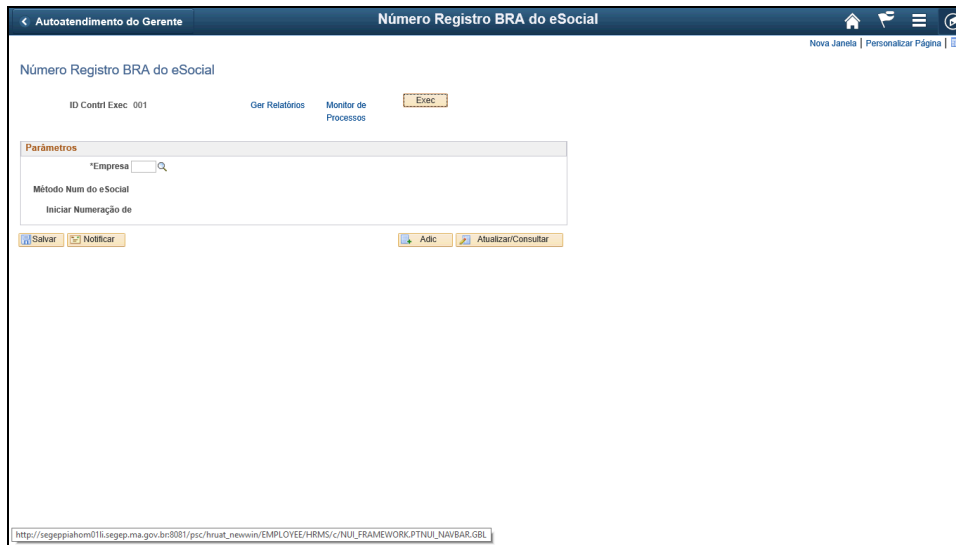 Autoatendimento do Gerente
Número Registro BRA do eSocial
Nova Janela | Personalizar Página |
Número Registro BRA do eSocial
ID Contrl Exec 001 Ger Relatórios Monitor de Processos Exec
Parâmetros
*Empresa
Método Num do eSocial
Iniciar Numeração de
Salvar Notificar Adic Atualizar/Consultar
http://segeppiahom01li.segep.ma.gov.br:8081/psc/hruat_newwin/EMPLOYEE/HRMS/c/NUI_FRAMEWORK.PTNUI_NAVBAR.GBL